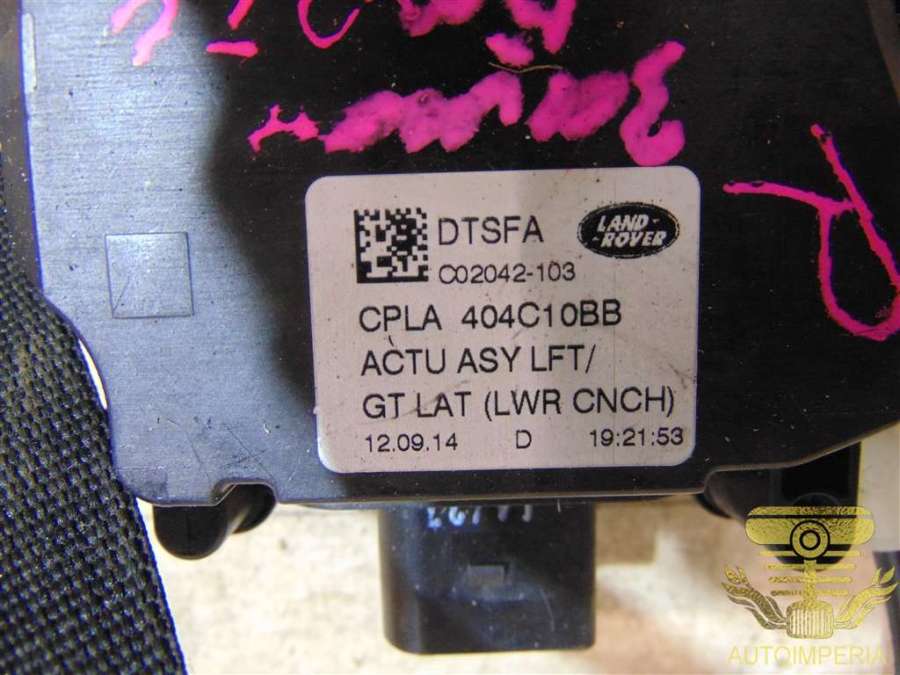 DTSFA
LAND-
-ROVER
C02042-103
CPLA 404C10BB
ACTU ASY LFT/
GT LAT (LWR CNCH)
12.09.14 D 19:21:53
AUTOIMPERIA